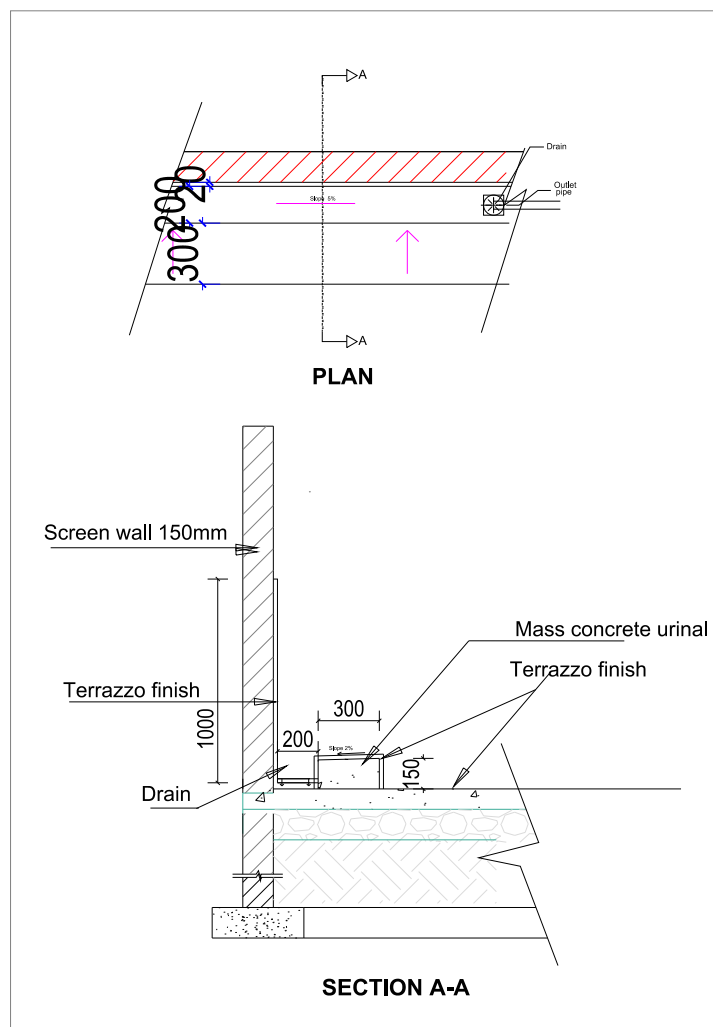 A
Drain
20
200
Slope 5%
Outlet
pipe
300
A
PLAN
Screen wall 150mm
Mass concrete urinal
Terrazzo finish
Terrazzo finish
300
1000
200
Slope 2%
150
Drain
SECTION A-A